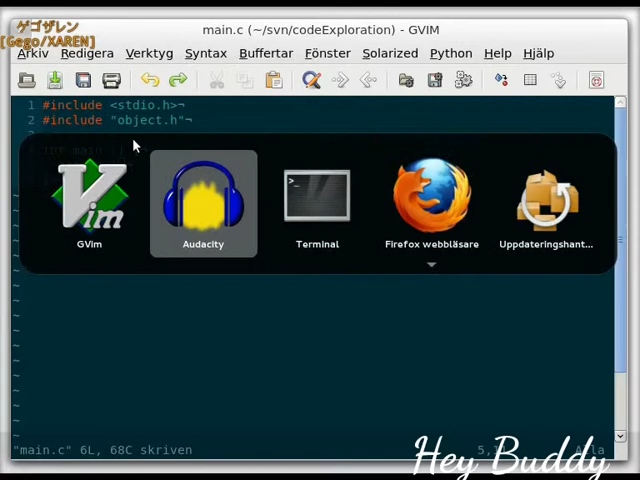 main.c (~/svn/codeExploration) - GVIM
ゲゴザレン
[Gego/XAREN]
Arkiv Redigera Verktyg Syntax Buffertar Fönster Solarized Python Help Hjälp
1 #include <stdio.h>¬
2 #include "object.h"¬
>_
Vim
GVim Audacity Terminal Firefox webbläsare Uppdateringshant...
~
~
~
~
~
~
~
~
~
~
"main.c" 6L, 68C skriven
Hey Buddy